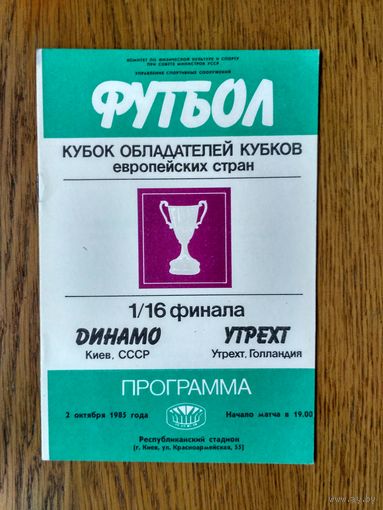 КОМИТЕТ ПО ФИЗИЧЕСКОЙ КУЛЬТУРЕ И СПОРТУ
ПРИ СОВЕТЕ МИНИСТРОВ УССР
УПРАВЛЕНИЕ СПОРТИВНЫХ СООРУЖЕНИЙ
ФУТБОЛ
КУБОК ОБЛАДАТЕЛЕЙ КУБКОВ
европейских стран
1/16 финала
ДИНАМО УТРЕХТ
Киев, СССР Утрехт, Голландия
ПРОГРАММА
2 октября 1985 года Начало матча в 19.00
Республиканский стадион
(г. Киев, ул. Красноармейская, 55)